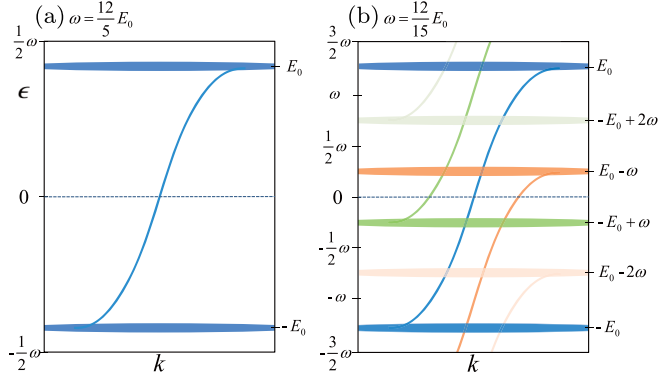 (a) ω = 12/5 E₀
1/2 ω
ϵ
0
-1/2 ω
k
E₀
-E₀
(b) ω = 12/15 E₀
3/2 ω
ω
1/2 ω
0
-1/2 ω
-ω
-3/2 ω
k
E₀
-E₀+2ω
E₀-ω
-E₀+ω
E₀-2ω
-E₀